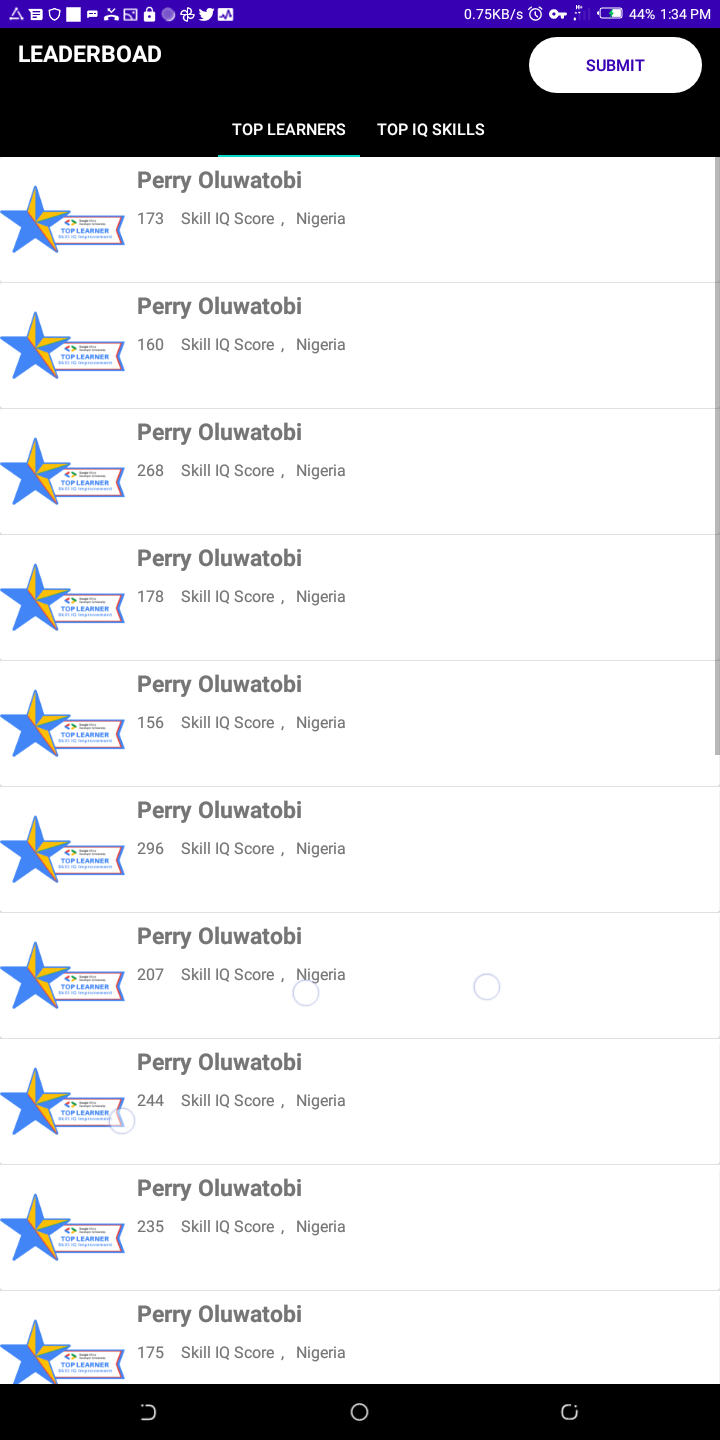 0.75KB/s 44% 1:34 PM
LEADERBOAD
SUBMIT
TOP LEARNERS TOP IQ SKILLS
Perry Oluwatobi
173 Skill IQ Score , Nigeria
TOP LEARNER
Skill IQ Improvement
Perry Oluwatobi
160 Skill IQ Score , Nigeria
TOP LEARNER
Skill IQ Improvement
Perry Oluwatobi
268 Skill IQ Score , Nigeria
TOP LEARNER
Skill IQ Improvement
Perry Oluwatobi
178 Skill IQ Score , Nigeria
TOP LEARNER
Skill IQ Improvement
Perry Oluwatobi
156 Skill IQ Score , Nigeria
TOP LEARNER
Skill IQ Improvement
Perry Oluwatobi
296 Skill IQ Score , Nigeria
TOP LEARNER
Skill IQ Improvement
Perry Oluwatobi
207 Skill IQ Score , Nigeria
TOP LEARNER
Skill IQ Improvement
Perry Oluwatobi
244 Skill IQ Score , Nigeria
TOP LEARNER
Skill IQ Improvement
Perry Oluwatobi
235 Skill IQ Score , Nigeria
TOP LEARNER
Skill IQ Improvement
Perry Oluwatobi
175 Skill IQ Score , Nigeria
TOP LEARNER
Skill IQ Improvement